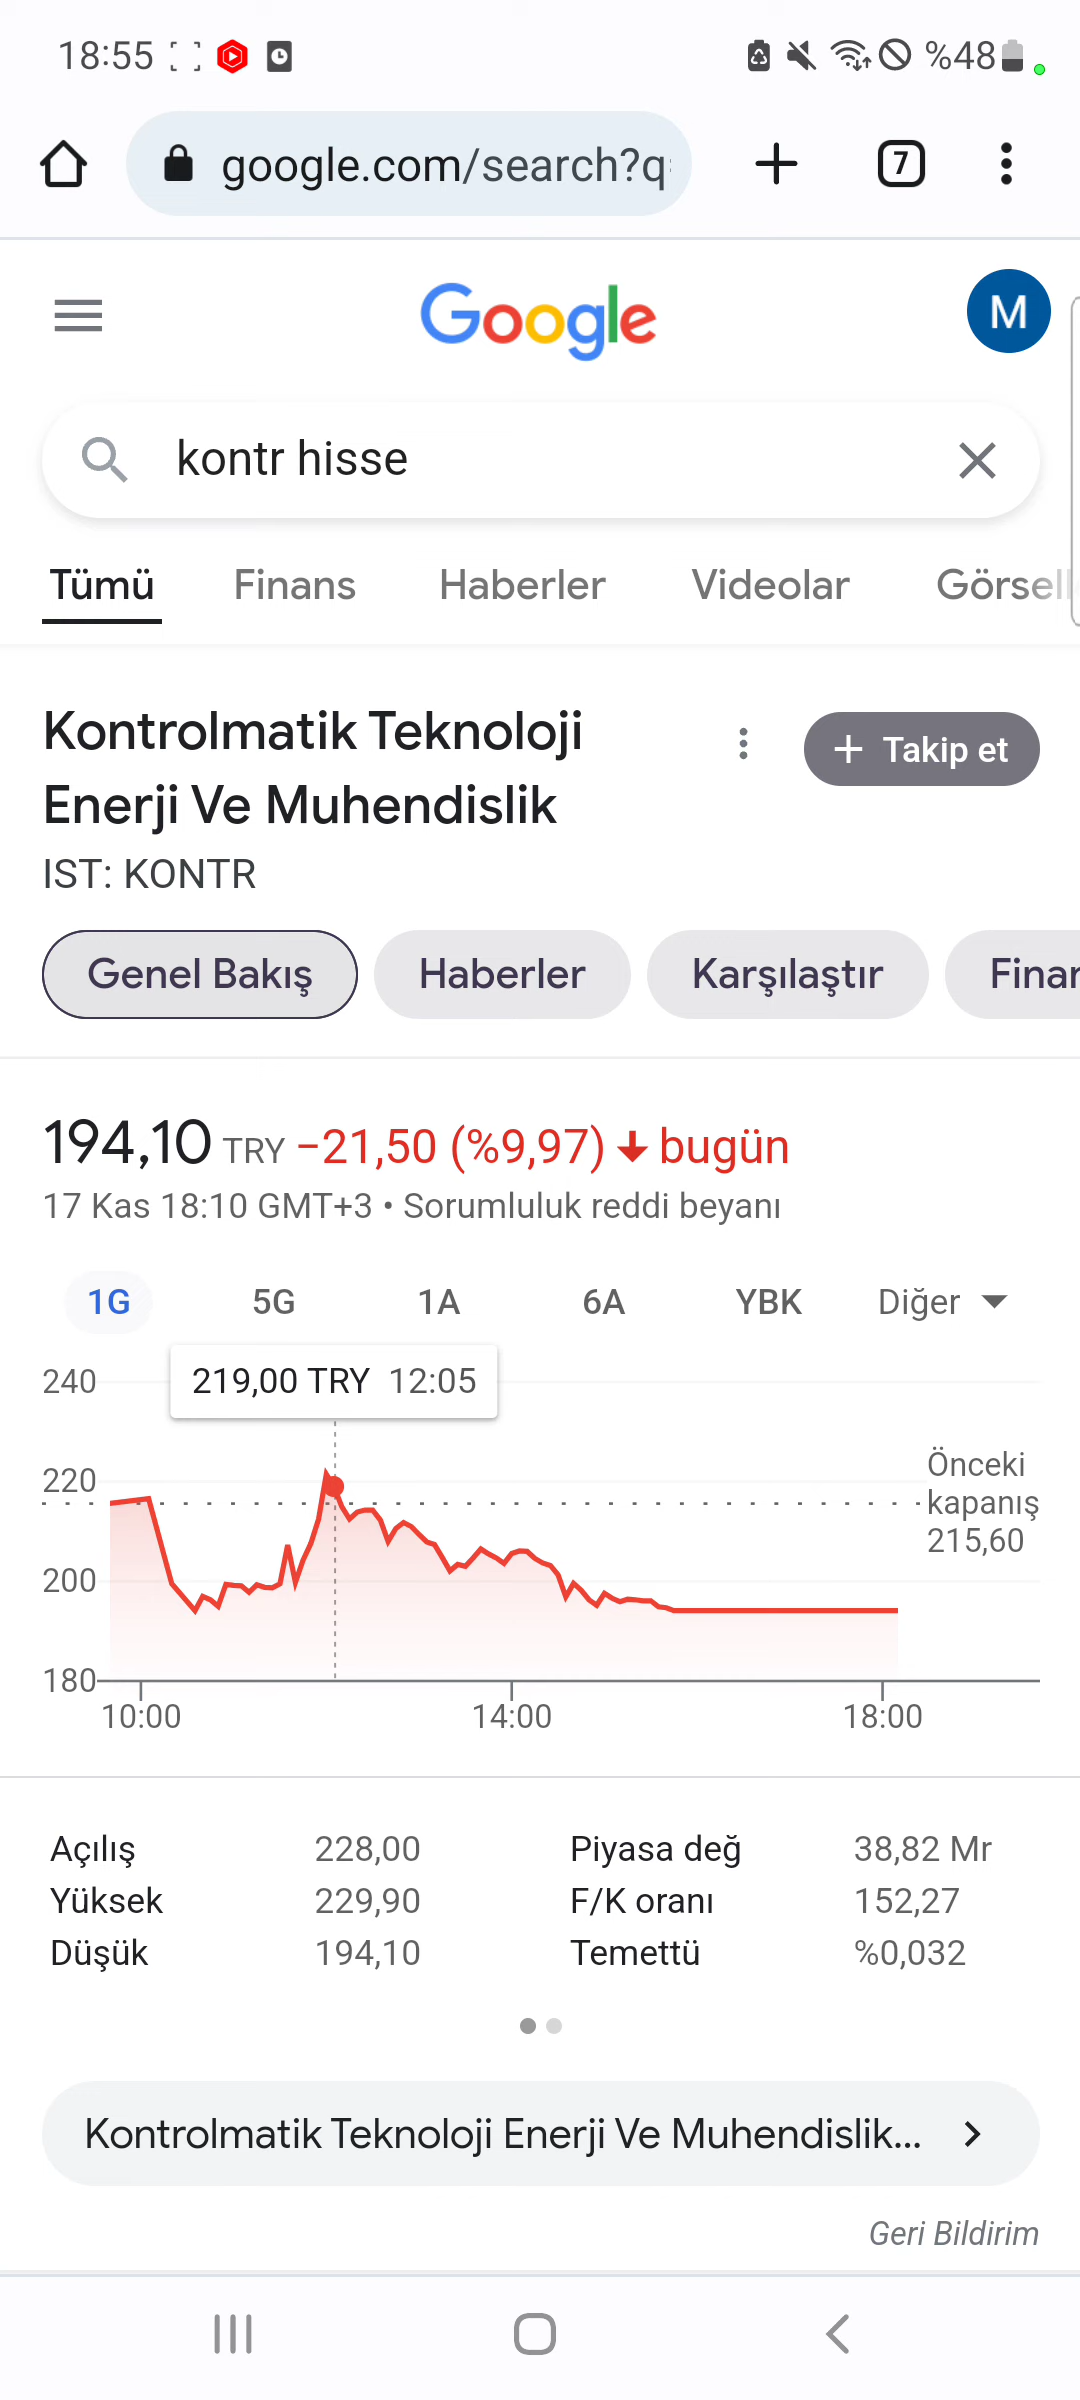 18:55
%48
google.com/search?q
7
Google
M
kontr hisse
Tümü Finans Haberler Videolar Görsell
Kontrolmatik Teknoloji
Enerji Ve Muhendislik
+ Takip et
IST: KONTR
Genel Bakış Haberler Karşılaştır Finan
194,10 TRY −21,50 (%9,97) ↓ bugün
17 Kas 18:10 GMT+3 • Sorumluluk reddi beyanı
1G 5G 1A 6A YBK Diğer
219,00 TRY 12:05
240
220
200
180
Önceki
kapanış
215,60
10:00 14:00 18:00
Açılış 228,00 Piyasa değ 38,82 Mr
Yüksek 229,90 F/K oranı 152,27
Düşük 194,10 Temettü %0,032
Kontrolmatik Teknoloji Enerji Ve Muhendislik...
Geri Bildirim